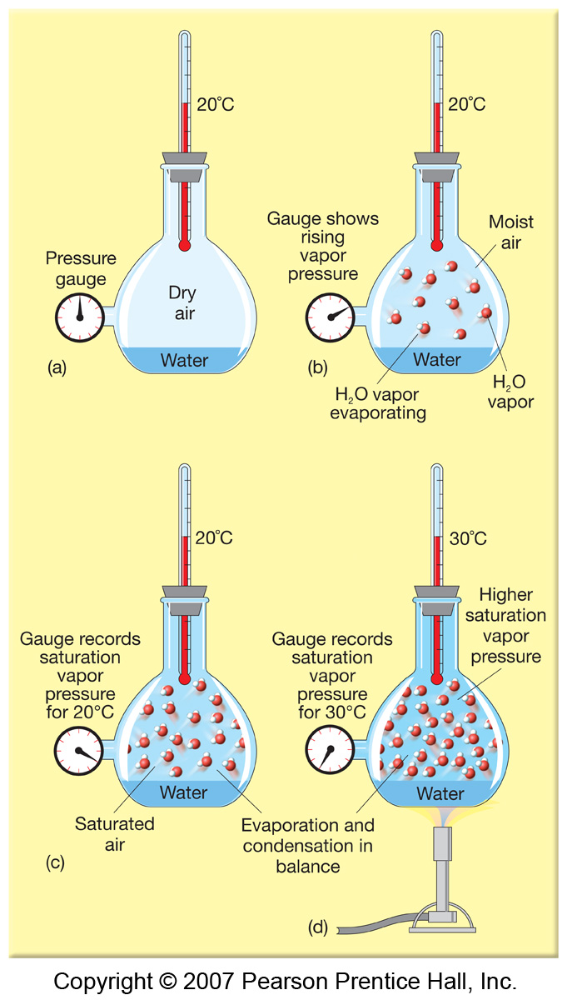 20°C
Pressure
gauge
Dry
air
Water
(a)
20°C
Gauge shows
rising
vapor
pressure
Moist
air
Water
(b)
H₂O vapor
evaporating
H₂O
vapor
20°C
Gauge records
saturation
vapor
pressure
for 20°C
Water
Saturated
air
(c)
Evaporation and
condensation in
balance
30°C
Gauge records
saturation
vapor
pressure
for 30°C
Higher
saturation
vapor
pressure
Water
(d)
Copyright © 2007 Pearson Prentice Hall, Inc.